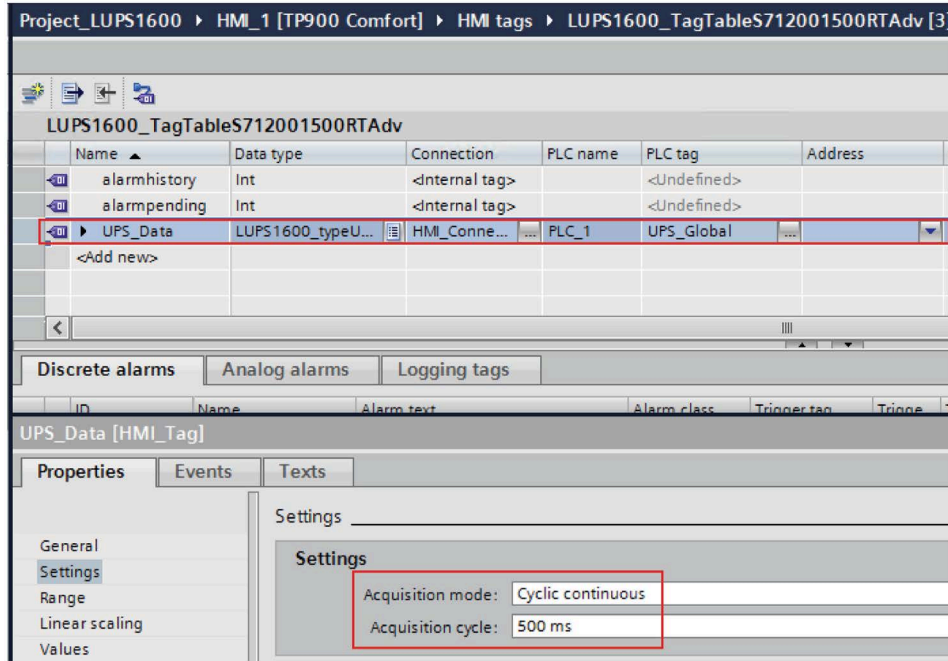 Project_LUPS1600 ▸ HMI_1 [TP900 Comfort] ▸ HMI tags ▸ LUPS1600_TagTableS712001500RTAdv [3]
LUPS1600_TagTableS712001500RTAdv
Name Data type Connection PLC name PLC tag Address
alarmhistory Int <Internal tag> <Undefined>
alarmpending Int <Internal tag> <Undefined>
UPS_Data LUPS1600_typeU... HMI_Conne... ... PLC_1 UPS_Global ...
<Add new>
Discrete alarms Analog alarms Logging tags
ID Name Alarm text Alarm class Trigger tag Trigge
UPS_Data [HMI_Tag]
Properties Events Texts
Settings
General
Settings
Settings
Range
Acquisition mode: Cyclic continuous
Linear scaling
Acquisition cycle: 500 ms
Values